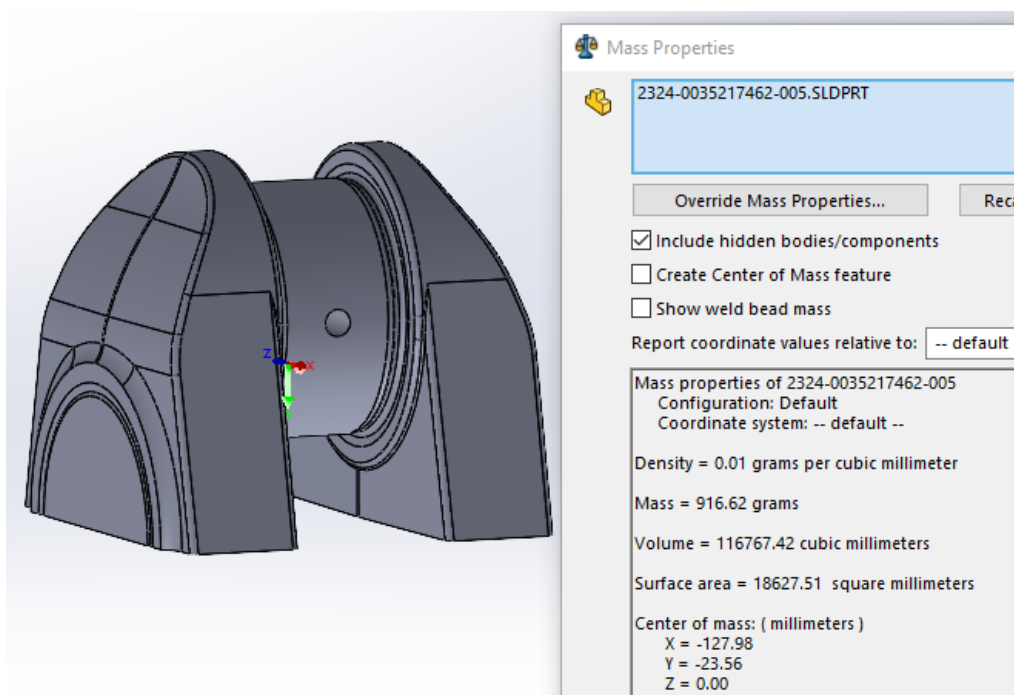 Mass Properties
2324-0035217462-005.SLDPRT
Override Mass Properties...
Include hidden bodies/components
Create Center of Mass feature
Show weld bead mass
Report coordinate values relative to: -- default
Mass properties of 2324-0035217462-005
Configuration: Default
Coordinate system: -- default --
Density = 0.01 grams per cubic millimeter
Mass = 916.62 grams
Volume = 116767.42 cubic millimeters
Surface area = 18627.51 square millimeters
Center of mass: ( millimeters )
X = -127.98
Y = -23.56
Z = 0.00
Z
X